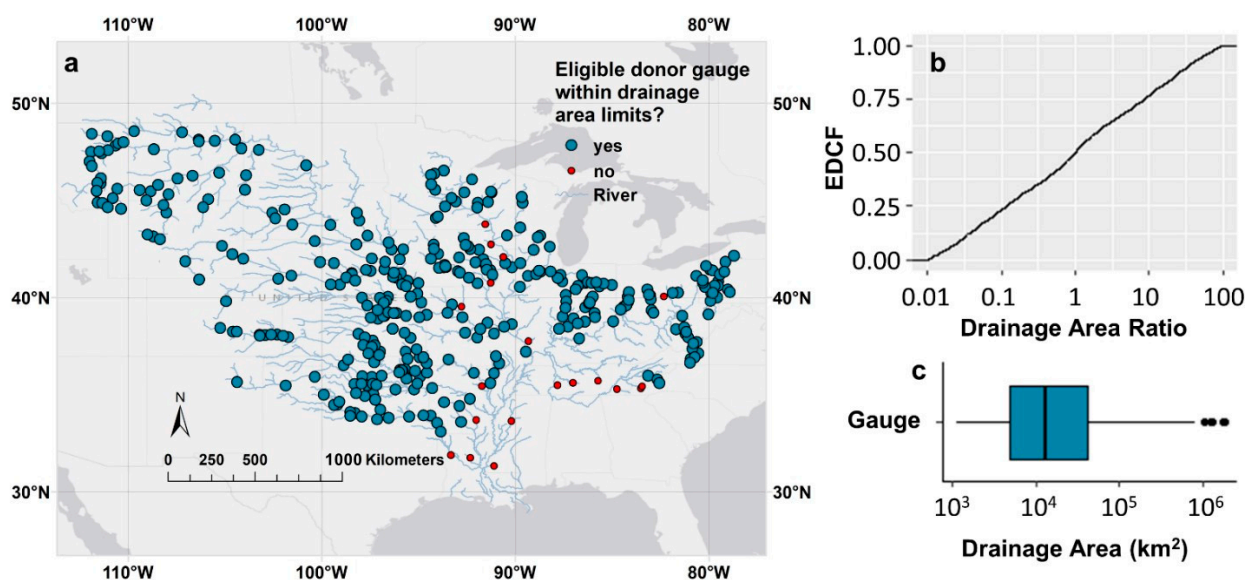 110°W 100°W 90°W 80°W
a
Eligible donor gauge
within drainage
area limits?
yes
no
River
50°N
50°N
40°N
40°N
30°N
30°N
UNITED S
N
0 250 500 1000 Kilometers
110°W 100°W 90°W 80°W
b
EDCF
1.00
0.75
0.50
0.25
0.00
0.01 0.1 1 10 100
Drainage Area Ratio
c
Gauge
10³ 10⁴ 10⁵ 10⁶
Drainage Area (km²)